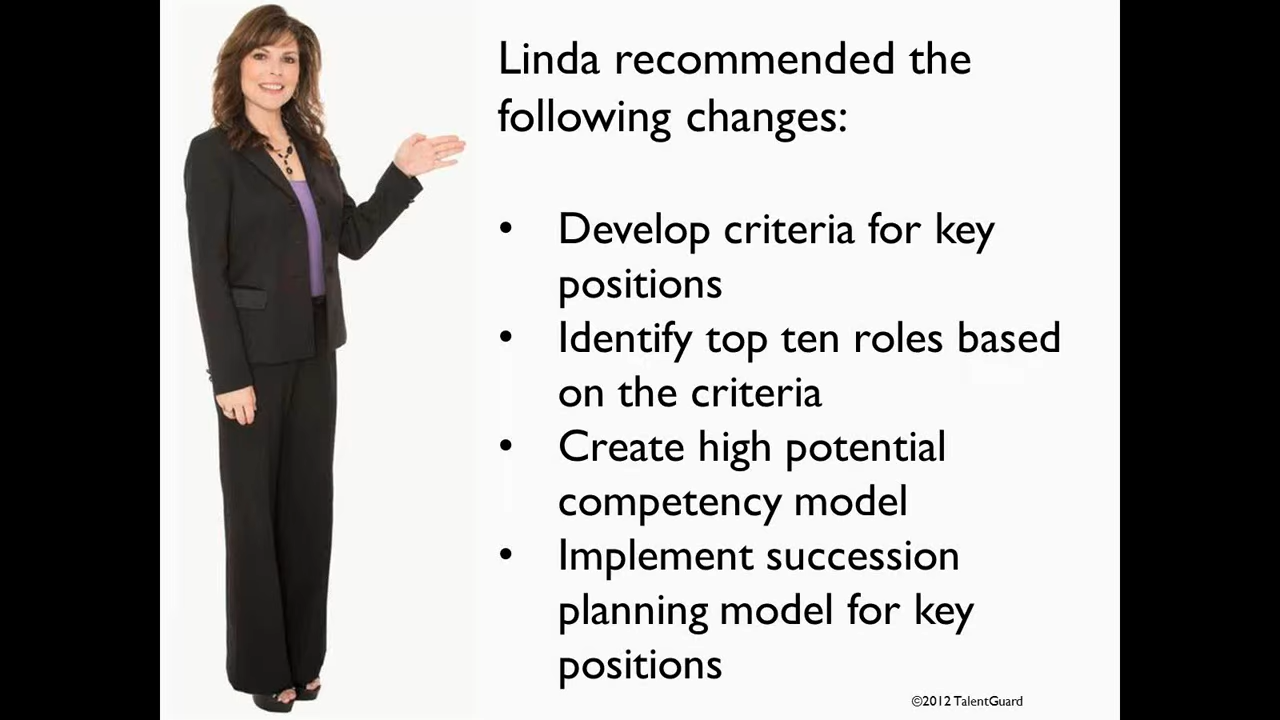 Linda recommended the
following changes:
• Develop criteria for key
positions
• Identify top ten roles based
on the criteria
• Create high potential
competency model
• Implement succession
planning model for key
positions
©2012 TalentGuard